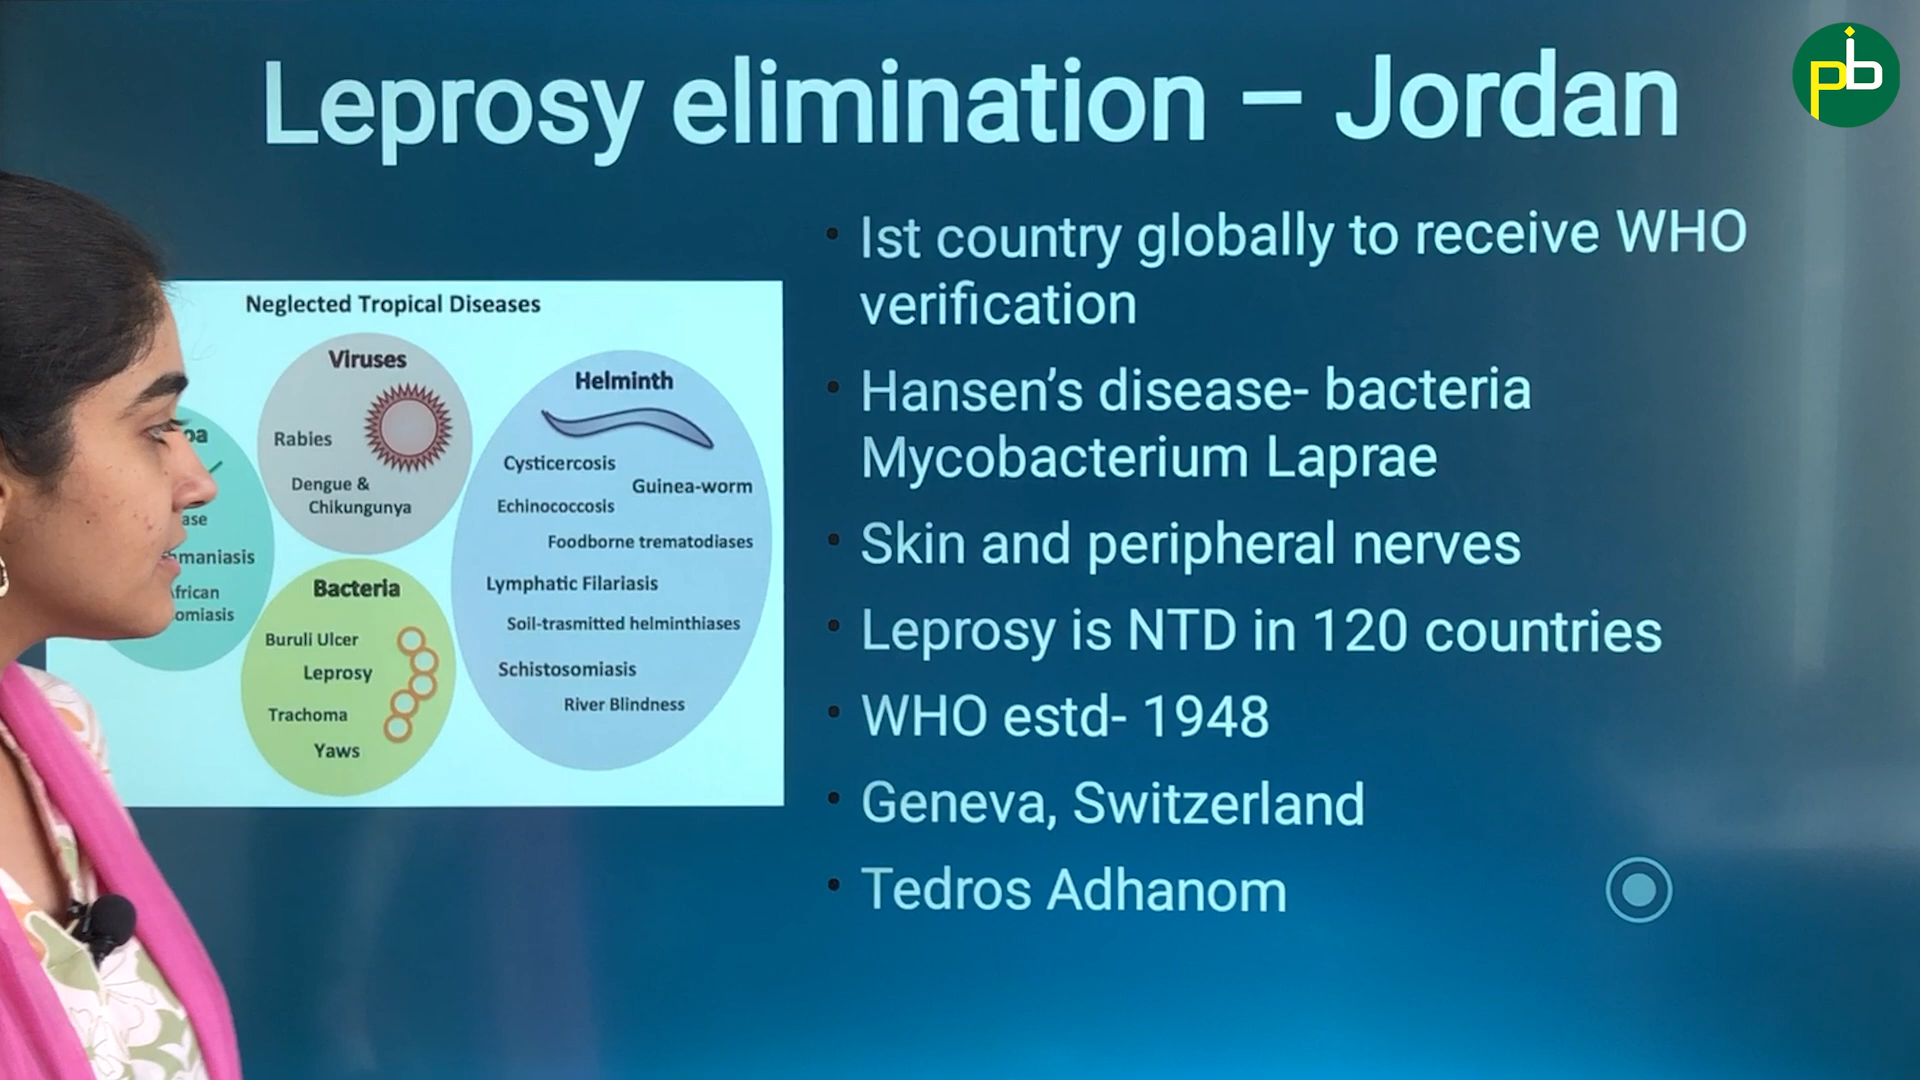 Leprosy elimination – Jordan
pb
Ist country globally to receive WHO
verification
Hansen's disease- bacteria
Mycobacterium Laprae
Skin and peripheral nerves
Leprosy is NTD in 120 countries
WHO estd- 1948
Geneva, Switzerland
Tedros Adhanom
Neglected Tropical Diseases
Viruses
Rabies
Dengue &
Chikungunya
Helminth
Cysticercosis
Guinea-worm
Echinococcosis
Foodborne trematodiases
Lymphatic Filariasis
Soil-trasmitted helminthiases
Schistosomiasis
River Blindness
Bacteria
Buruli Ulcer
Leprosy
Trachoma
Yaws